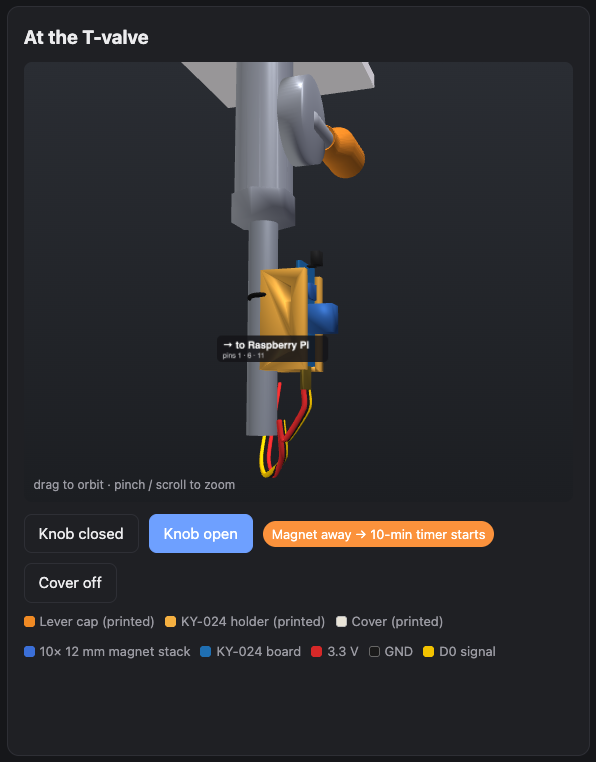 At the T-valve
→ to Raspberry Pi
pins 1 · 6 · 11
drag to orbit · pinch / scroll to zoom
Knob closed
Knob open
Magnet away → 10-min timer starts
Cover off
Lever cap (printed)
KY-024 holder (printed)
Cover (printed)
10× 12 mm magnet stack
KY-024 board
3.3 V
GND
D0 signal